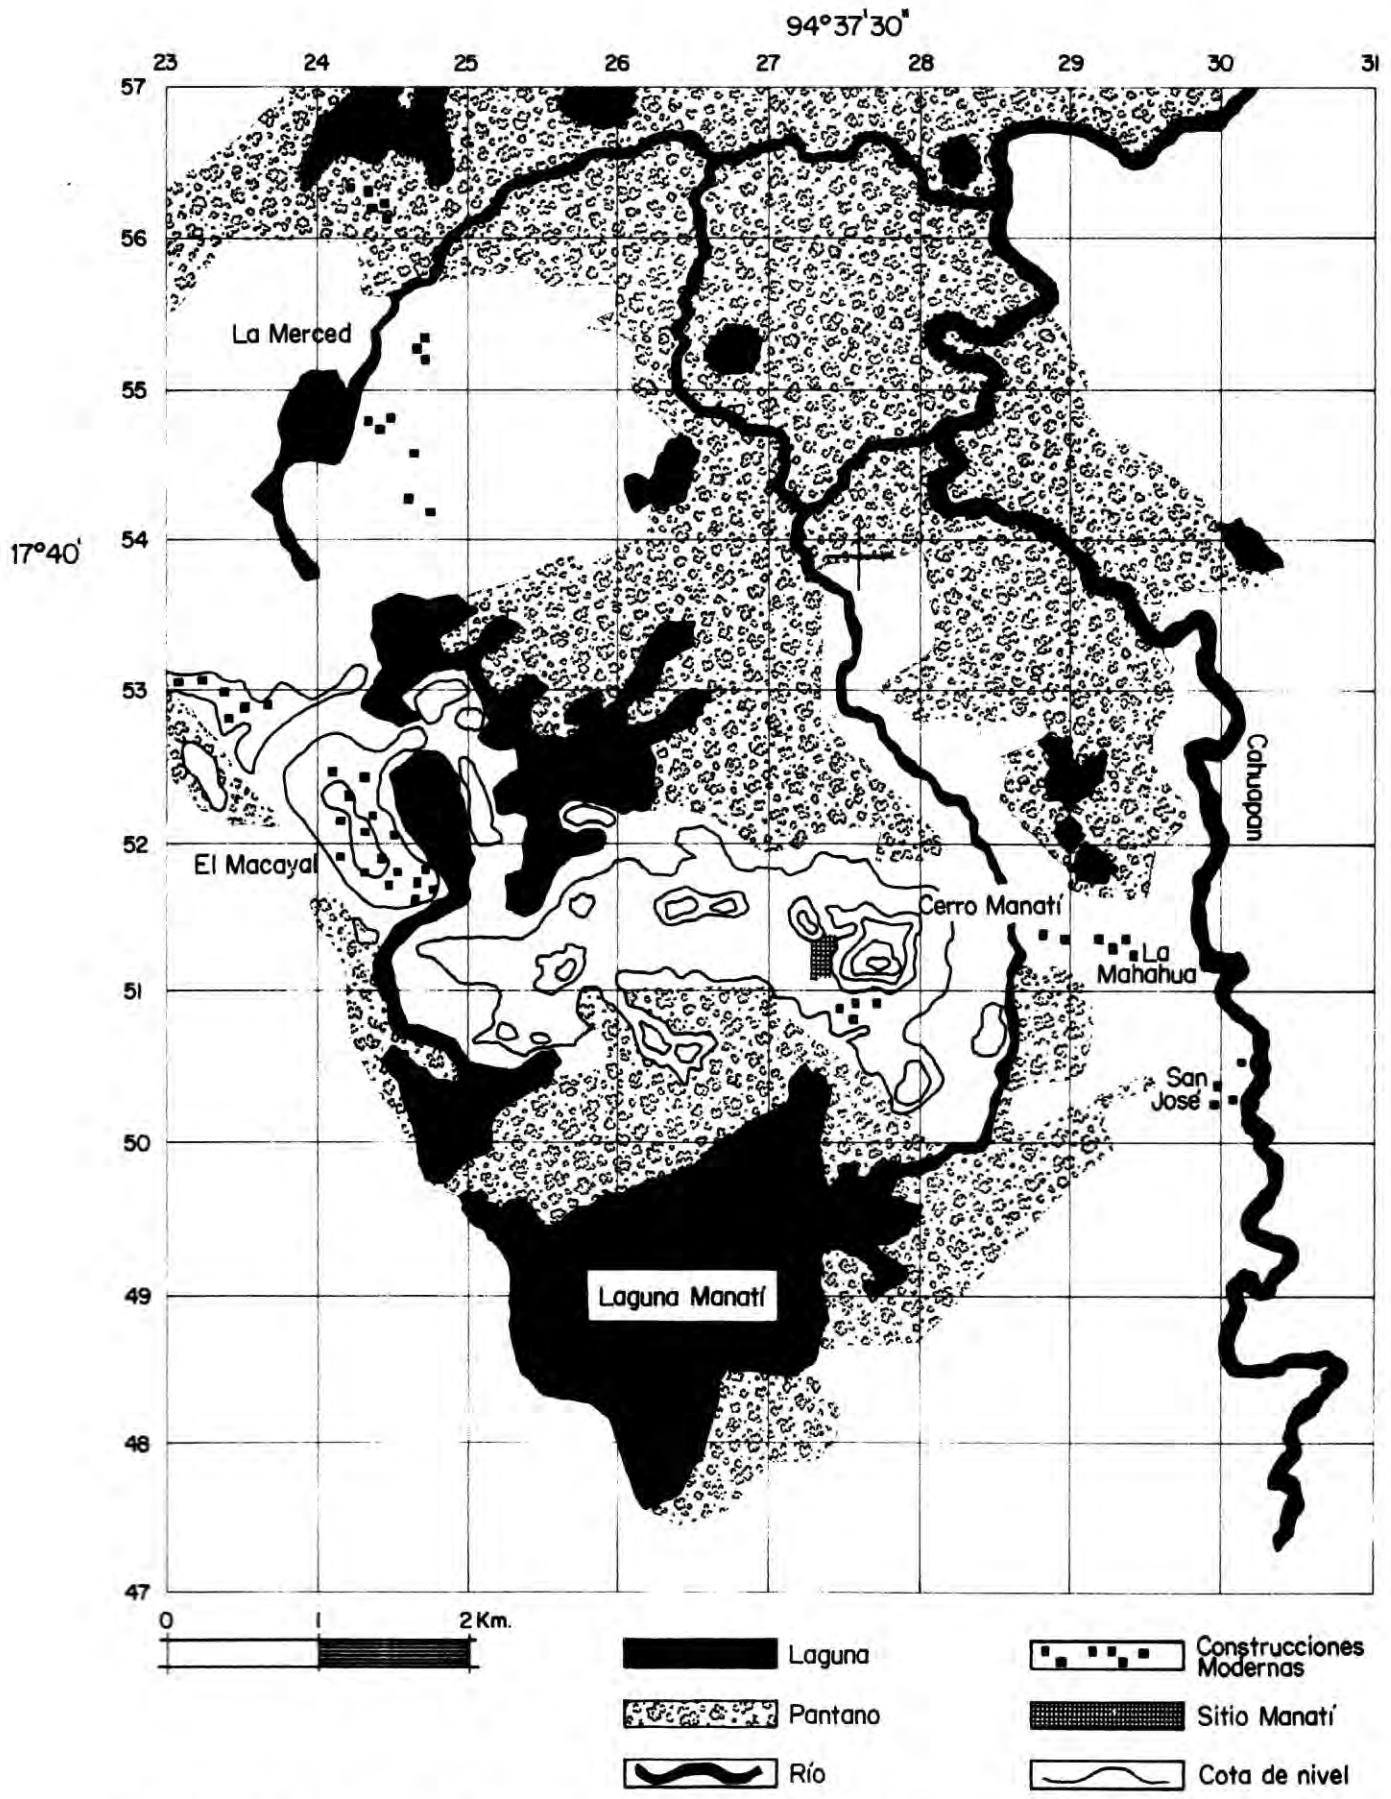 94°37'30"
23 24 25 26 27 28 29 30 31
57
56
La Merced
55
17°40'
54
53
Cahuapan
52
El Macayal
Cerro Manatí
La
Mahahua
51
San
José
50
Laguna Manatí
49
48
47
0 1 2 Km.
Laguna
Construcciones
Modernas
Pantano
Sitio Manatí
Río
Cota de nivel